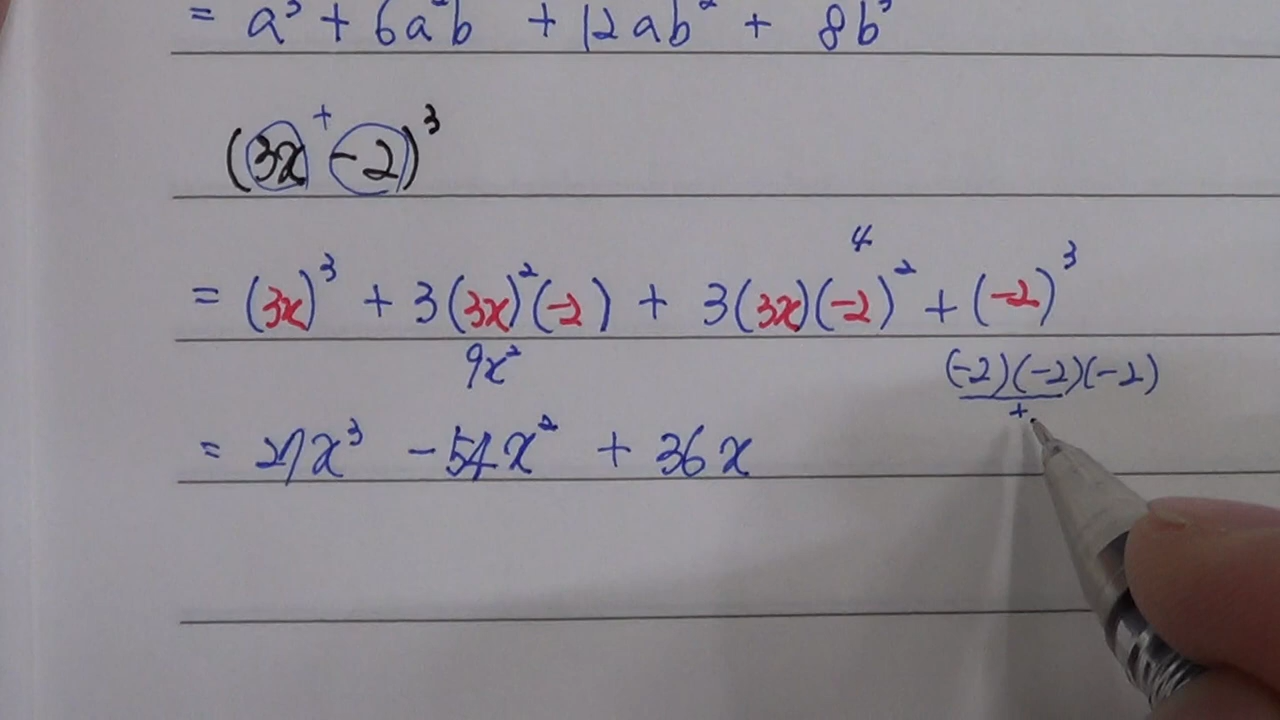 = a³ + 6a²b + 12ab² + 8b³
(3x + -2)³
4
= (3x)³ + 3(3x)²(-2) + 3(3x)(-2)² + (-2)³
9x² (-2)(-2)(-2)
+
= 27x³ -54x² + 36x